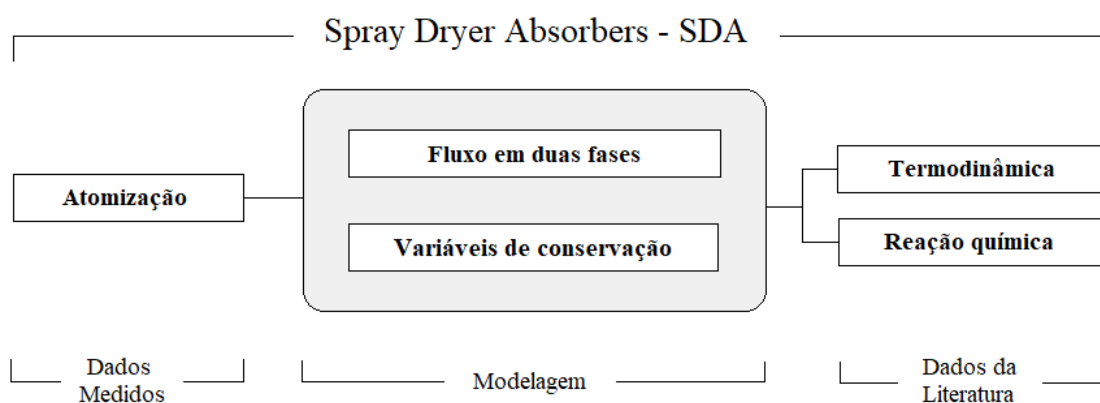 Spray Dryer Absorbers - SDA
Fluxo em duas fases
Atomização
Variáveis de conservação
Termodinâmica
Reação química
Dados
Medidos
Modelagem
Dados da
Literatura